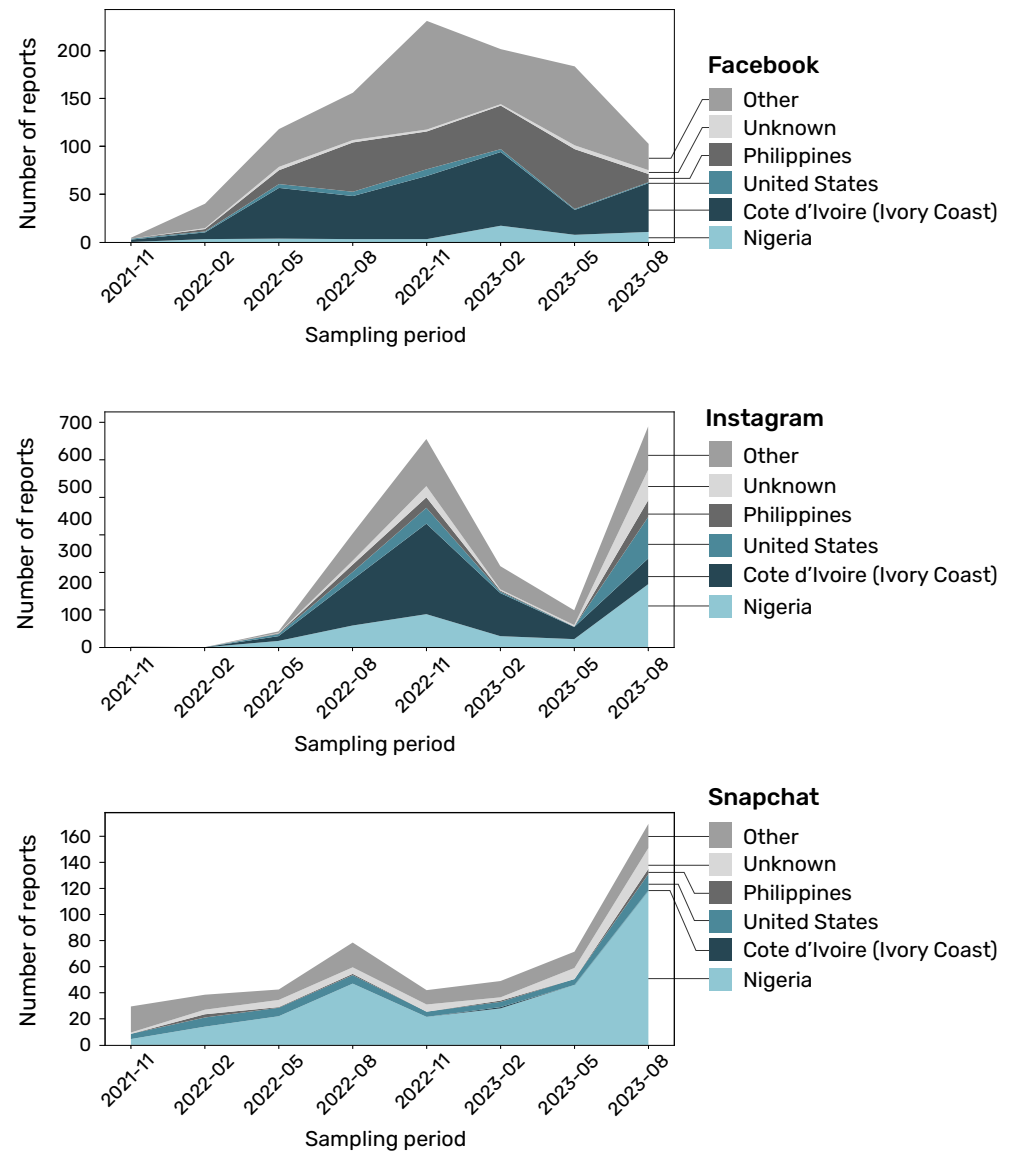 Number of reports
200
150
100
50
0
2021-11
2022-02
2022-05
2022-08
2022-11
2023-02
2023-05
2023-08
Sampling period
Facebook
Other
Unknown
Philippines
United States
Cote d’Ivoire (Ivory Coast)
Nigeria
Number of reports
700
600
500
400
300
200
100
0
2021-11
2022-02
2022-05
2022-08
2022-11
2023-02
2023-05
2023-08
Sampling period
Instagram
Other
Unknown
Philippines
United States
Cote d’Ivoire (Ivory Coast)
Nigeria
Number of reports
160
140
120
100
80
60
40
20
0
2021-11
2022-02
2022-05
2022-08
2022-11
2023-02
2023-05
2023-08
Sampling period
Snapchat
Other
Unknown
Philippines
United States
Cote d’Ivoire (Ivory Coast)
Nigeria